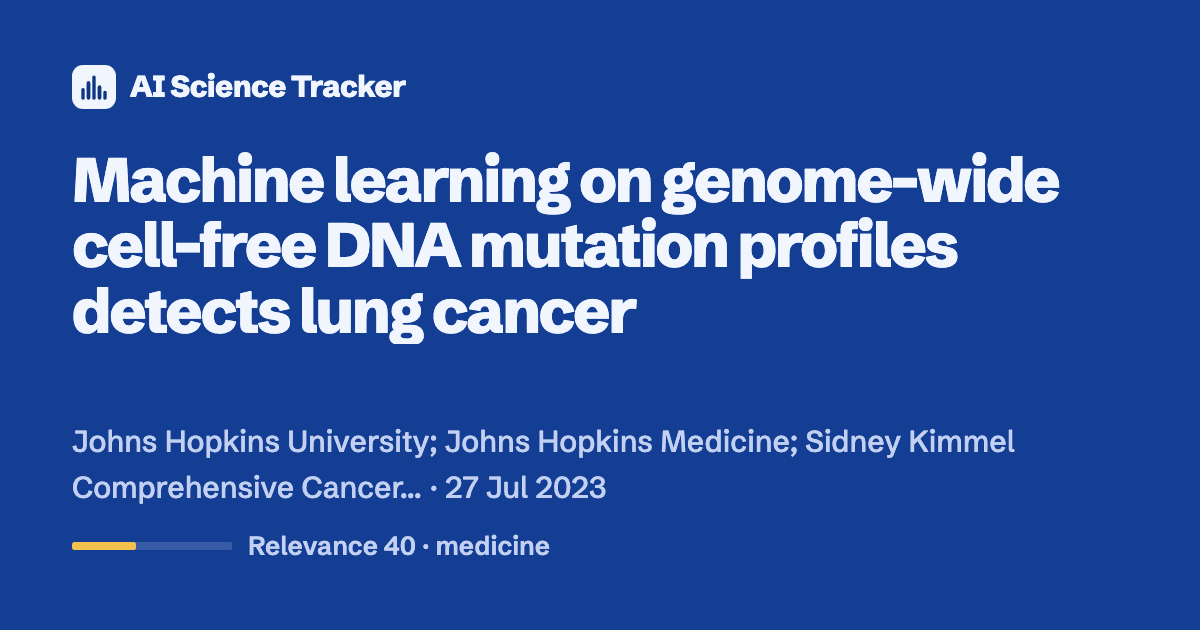 AI Science Tracker
Machine learning on genome-wide
cell-free DNA mutation profiles
detects lung cancer
Johns Hopkins University; Johns Hopkins Medicine; Sidney Kimmel
Comprehensive Cancer... · 27 Jul 2023
Relevance 40 · medicine